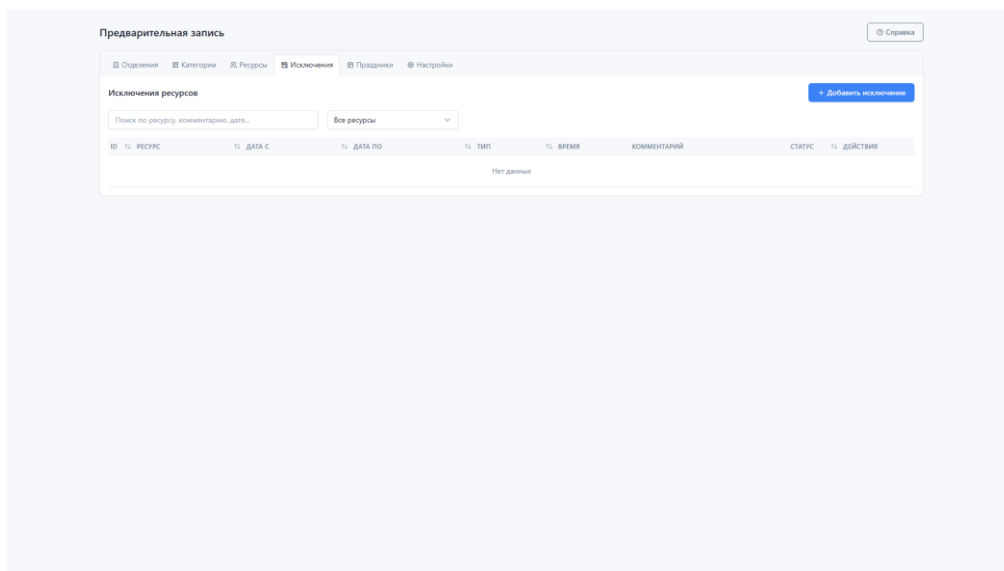 Предварительная запись
Справка
Отделения Категории Ресурсы Исключения Праздники Настройки
Исключения ресурсов
+ Добавить исключение
Поиск по ресурсу, комментарию, дате...
Все ресурсы
ID РЕСУРС ДАТА С ДАТА ПО ТИП ВРЕМЯ КОММЕНТАРИЙ СТАТУС ДЕЙСТВИЯ
Нет данных